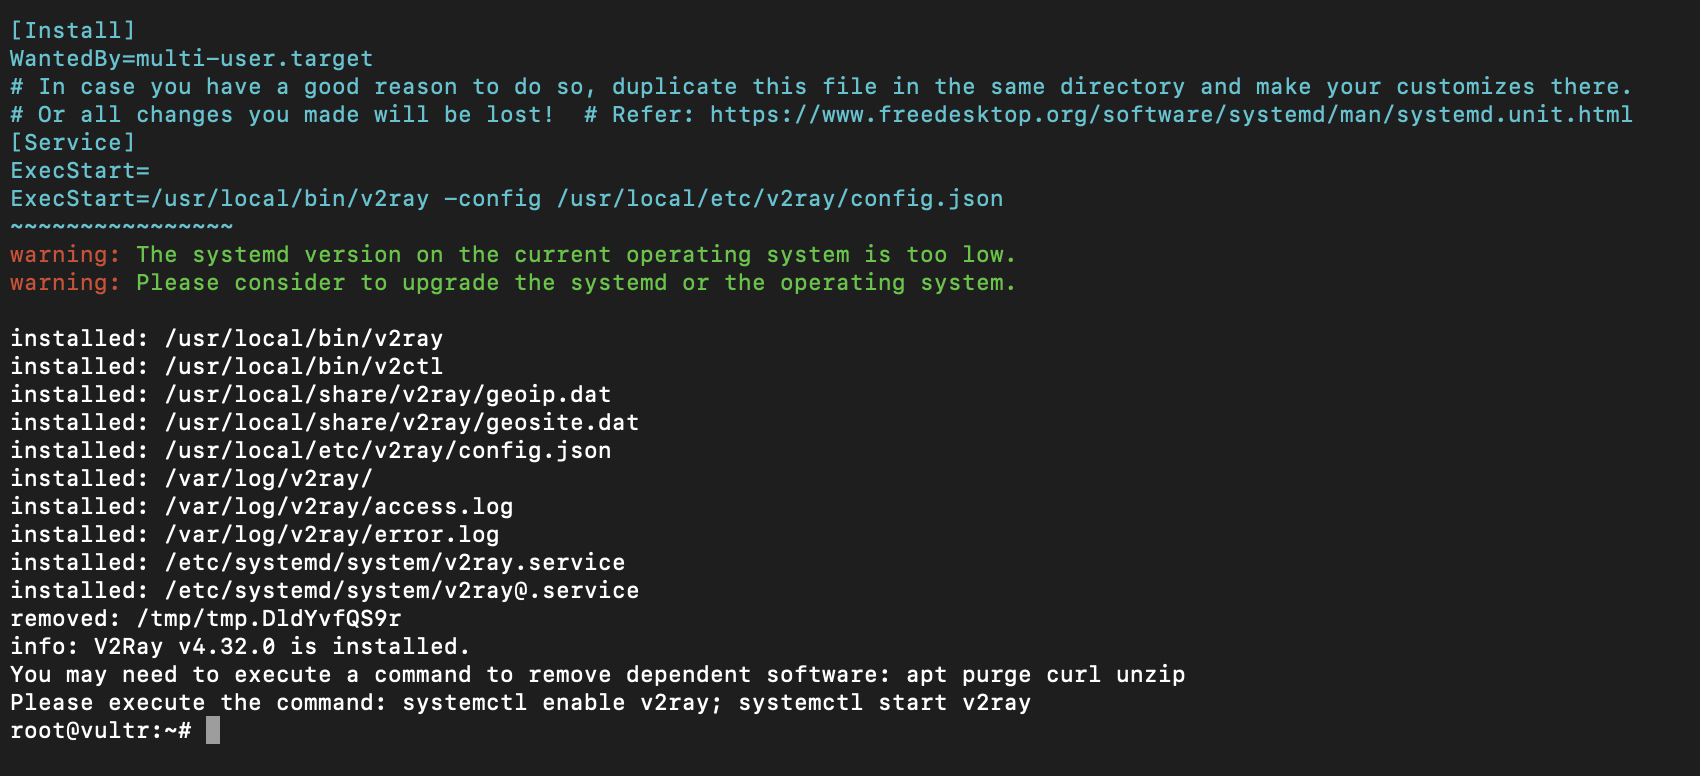 [Install]
WantedBy=multi-user.target
# In case you have a good reason to do so, duplicate this file in the same directory and make your customizes there.
# Or all changes you made will be lost!  # Refer: https://www.freedesktop.org/software/systemd/man/systemd.unit.html
[Service]
ExecStart=
ExecStart=/usr/local/bin/v2ray -config /usr/local/etc/v2ray/config.json
~~~~~~~~~~~~~~~~
warning: The systemd version on the current operating system is too low.
warning: Please consider to upgrade the systemd or the operating system.

installed: /usr/local/bin/v2ray
installed: /usr/local/bin/v2ctl
installed: /usr/local/share/v2ray/geoip.dat
installed: /usr/local/share/v2ray/geosite.dat
installed: /usr/local/etc/v2ray/config.json
installed: /var/log/v2ray/
installed: /var/log/v2ray/access.log
installed: /var/log/v2ray/error.log
installed: /etc/systemd/system/v2ray.service
installed: /etc/systemd/system/v2ray@.service
removed: /tmp/tmp.DldYvfQS9r
info: V2Ray v4.32.0 is installed.
You may need to execute a command to remove dependent software: apt purge curl unzip
Please execute the command: systemctl enable v2ray; systemctl start v2ray
root@vultr:~#